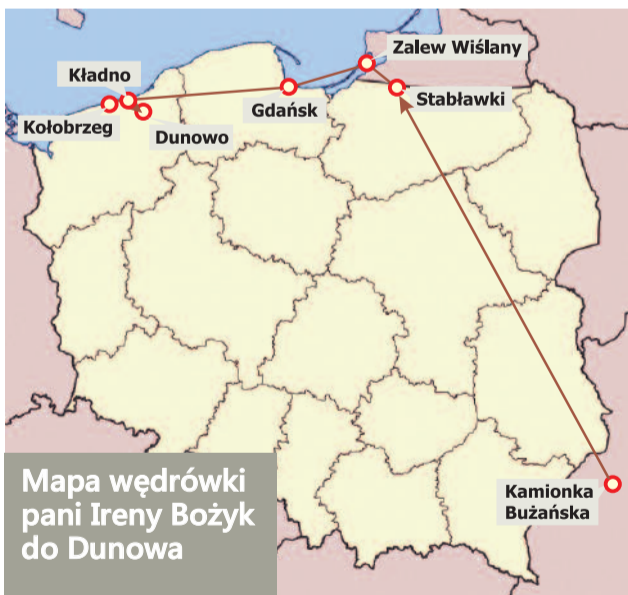 Zalew Wiślany
Kładno
Stabławki
Gdańsk
Kołobrzeg
Dunowo
Kamionka
Bużańska
Mapa wędrówki
pani Ireny Bożyk
do Dunowa